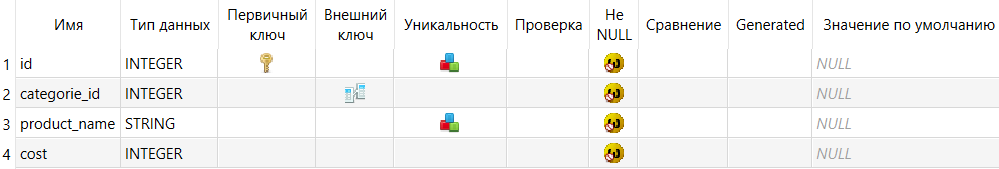 Имя Тип данных Первичный ключ Внешний ключ Уникальность Проверка Не NULL Сравнение Generated Значение по умолчанию
1 id INTEGER NULL
2 categorie_id INTEGER NULL
3 product_name STRING NULL
4 cost INTEGER NULL